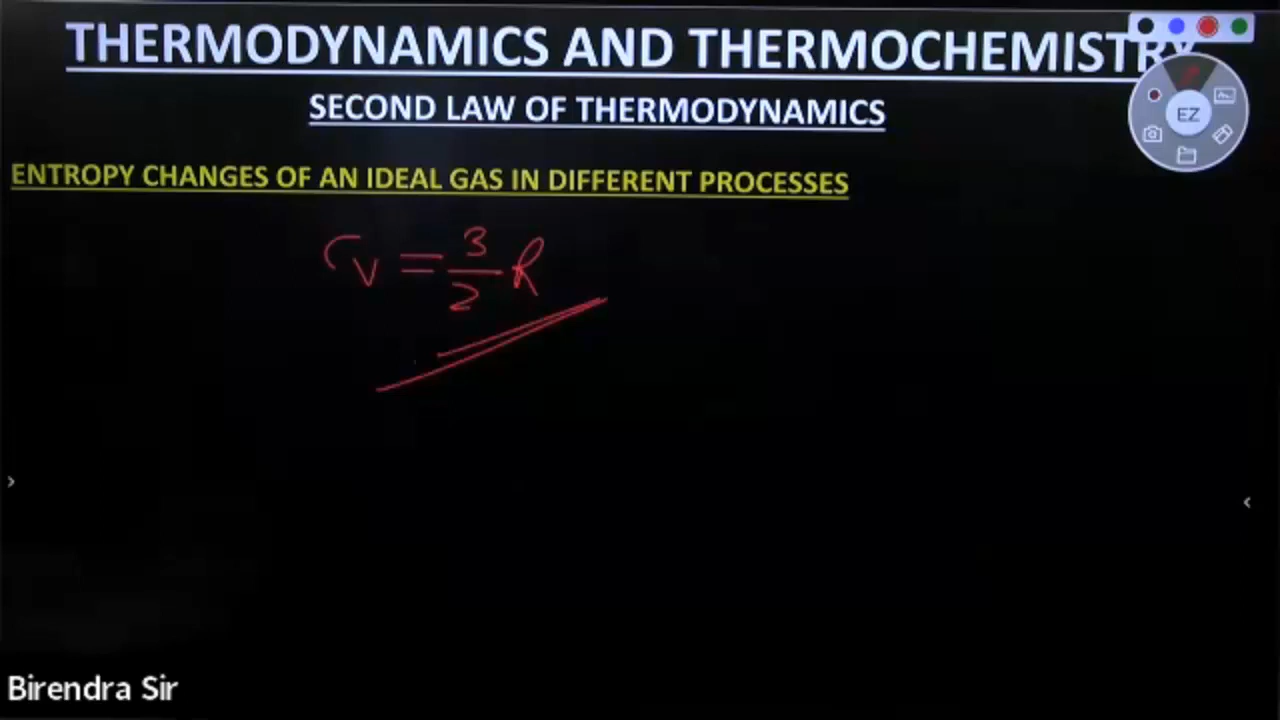 THERMODYNAMICS AND THERMOCHEMISTRY
SECOND LAW OF THERMODYNAMICS
EZ
ENTROPY CHANGES OF AN IDEAL GAS IN DIFFERENT PROCESSES
Cv = 3/2 R
Birendra Sir